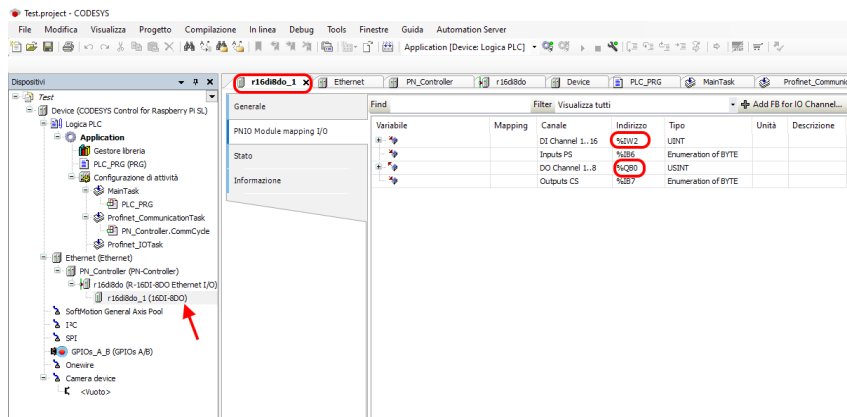 Test.project - CODESYS
File Modifica Visualizza Progetto Compilazione In linea Debug Tools Finestre Guida Automation Server
Application [Device: Logica PLC]
Dispositivi
r16di8do_1 Ethernet PN_Controller r16di8do Device PLC_PRG MainTask Profinet_Communic
Test
Device (CODESYS Control for Raspberry Pi SL)
Logica PLC
Application
Gestore libreria
PLC_PRG (PRG)
Configurazione di attività
MainTask
PLC_PRG
Profinet_CommunicationTask
PN_Controller.CommCycle
Profinet_IOTask
Ethernet (Ethernet)
PN_Controller (PN-Controller)
r16di8do (R-16DI-8DO Ethernet I/O)
r16di8do_1 (16DI-8DO)
SoftMotion General Axis Pool
I²C
SPI
GPIOs_A_B (GPIOs A/B)
Onewire
Camera device
<Vuoto>
Generale
PNIO Module mapping I/O
Stato
Informazione
Find Filter Visualizza tutti Add FB for IO Channel...
Variabile Mapping Canale Indirizzo Tipo Unità Descrizione
DI Channel 1..16 %IW2 UINT
Inputs PS %IB6 Enumeration of BYTE
DO Channel 1..8 %QB0 USINT
Outputs CS %IB7 Enumeration of BYTE